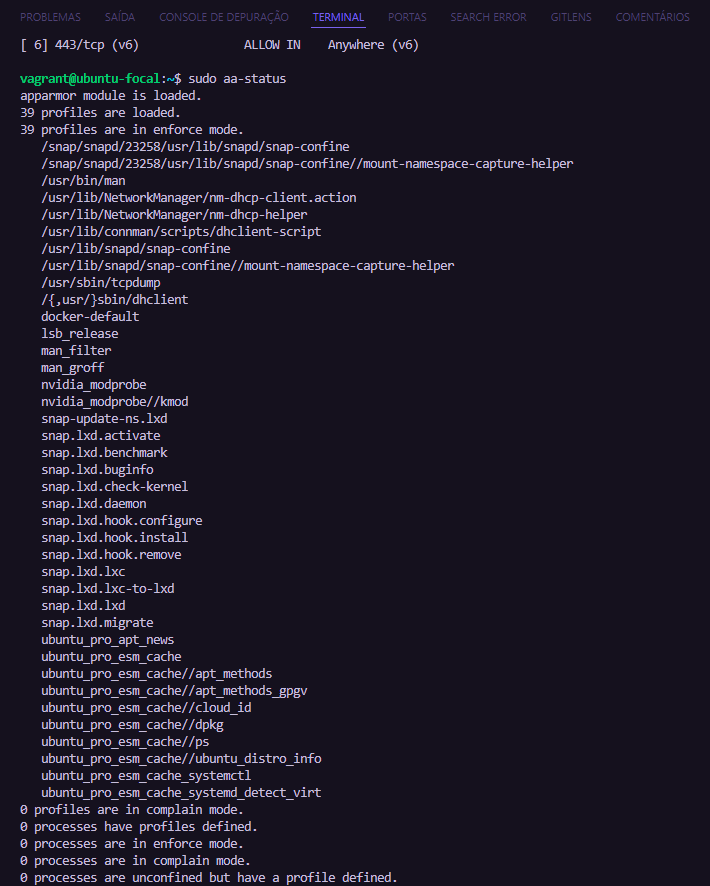 PROBLEMAS SAÍDA CONSOLE DE DEPURAÇÃO TERMINAL PORTAS SEARCH ERROR GITLENS COMENTÁRIOS
[ 6] 443/tcp (v6) ALLOW IN Anywhere (v6)
vagrant@ubuntu-focal:~$ sudo aa-status
apparmor module is loaded.
39 profiles are loaded.
39 profiles are in enforce mode.
/snap/snapd/23258/usr/lib/snapd/snap-confine
/snap/snapd/23258/usr/lib/snapd/snap-confine//mount-namespace-capture-helper
/usr/bin/man
/usr/lib/NetworkManager/nm-dhcp-client.action
/usr/lib/NetworkManager/nm-dhcp-helper
/usr/lib/connman/scripts/dhclient-script
/usr/lib/snapd/snap-confine
/usr/lib/snapd/snap-confine//mount-namespace-capture-helper
/usr/sbin/tcpdump
/{,usr/}sbin/dhclient
docker-default
lsb_release
man_filter
man_groff
nvidia_modprobe
nvidia_modprobe//kmod
snap-update-ns.lxd
snap.lxd.activate
snap.lxd.benchmark
snap.lxd.buginfo
snap.lxd.check-kernel
snap.lxd.daemon
snap.lxd.hook.configure
snap.lxd.hook.install
snap.lxd.hook.remove
snap.lxd.lxc
snap.lxd.lxc-to-lxd
snap.lxd.lxd
snap.lxd.migrate
ubuntu_pro_apt_news
ubuntu_pro_esm_cache
ubuntu_pro_esm_cache//apt_methods
ubuntu_pro_esm_cache//apt_methods_gpgv
ubuntu_pro_esm_cache//cloud_id
ubuntu_pro_esm_cache//dpkg
ubuntu_pro_esm_cache//ps
ubuntu_pro_esm_cache//ubuntu_distro_info
ubuntu_pro_esm_cache_systemctl
ubuntu_pro_esm_cache_systemd_detect_virt
0 profiles are in complain mode.
0 processes have profiles defined.
0 processes are in enforce mode.
0 processes are in complain mode.
0 processes are unconfined but have a profile defined.